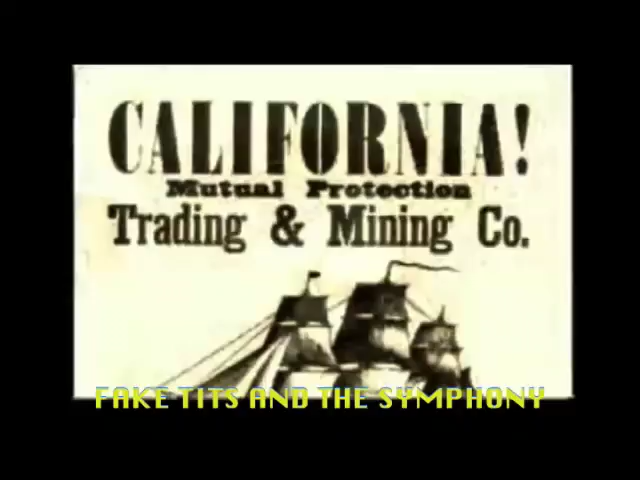 CALIFORNIA!
Mutual Protection
Trading & Mining Co.
FAKE TITS AND THE SYMPHONY